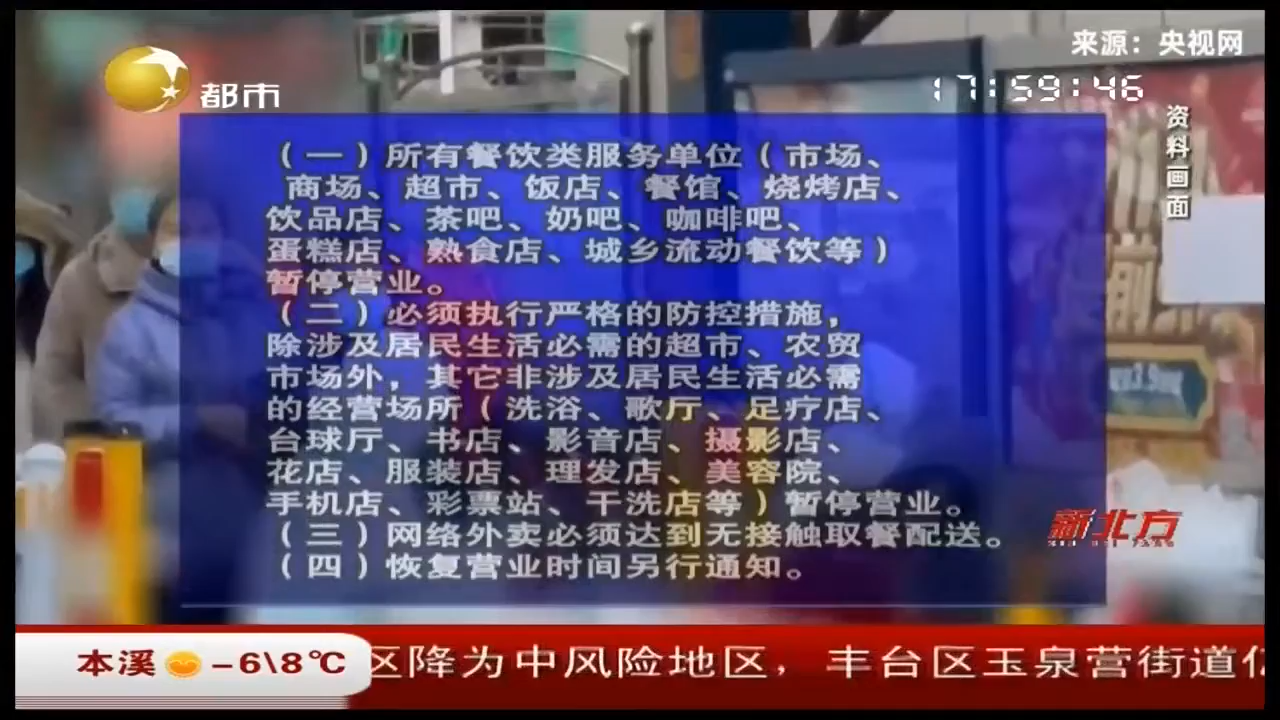 来源：央视网
17:59:46
都市
资料画面
（一）所有餐饮类服务单位（市场、
商场、超市、饭店、餐馆、烧烤店、
饮品店、茶吧、奶吧、咖啡吧、
蛋糕店、熟食店、城乡流动餐饮等）
暂停营业。
（二）必须执行严格的防控措施，
除涉及居民生活必需的超市、农贸
市场外，其它非涉及居民生活必需
的经营场所（洗浴、歌厅、足疗店、
台球厅、书店、影音店、摄影店、
花店、服装店、理发店、美容院、
手机店、彩票站、干洗店等）暂停营业。
（三）网络外卖必须达到无接触取餐配送。
（四）恢复营业时间另行通知。
新北方
本溪 -6\8℃
区降为中风险地区，丰台区玉泉营街道